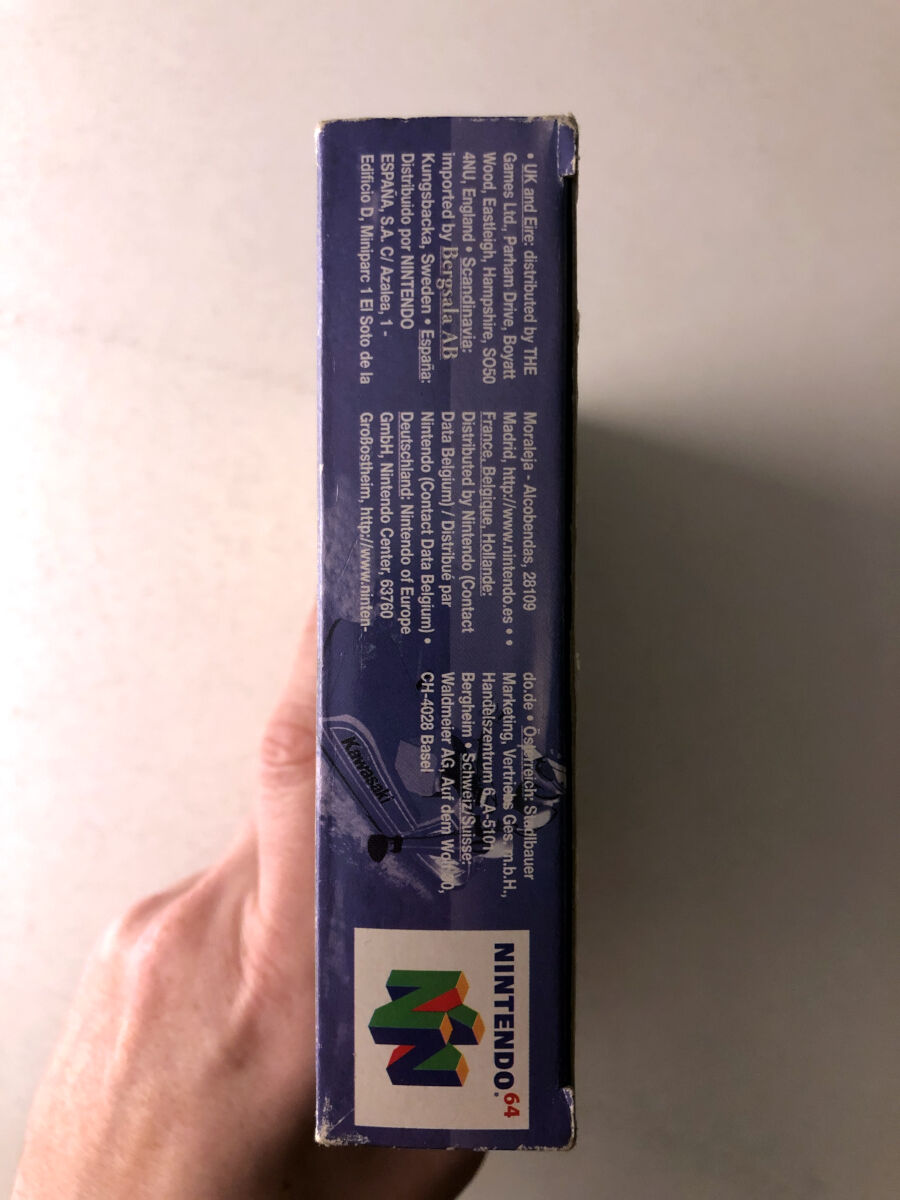 • UK and Eire: distributed by THE
Games Ltd., Parham Drive, Boyatt
Wood, Eastleigh, Hampshire, SO50
4NU, England • Scandinavia:
imported by Bergsala AB
Kungsbacka, Sweden • España:
Distribuido por NINTENDO
ESPAÑA, S.A. C/ Azalea, 1 -
Edificio D, Miniparc 1 El Soto de la
Moraleja - Alcobendas, 28109
Madrid, http://www.nintendo.es • •
France, Belgique, Hollande:
Distributed by Nintendo (Contact
Data Belgium) / Distribué par
Nintendo (Contact Data Belgium) •
Deutschland: Nintendo of Europe
GmbH, Nintendo Center, 63760
Großostheim, http://www.ninten-
do.de • Österreich: Stadlbauer
Marketing, Vertriebs Ges. m.b.H.,
Handelszentrum 6,
Bergheim • Schweiz/Suisse:
Waldmeier AG, Auf dem
CH-4028 Basel
Kawasaki
NINTENDO 64